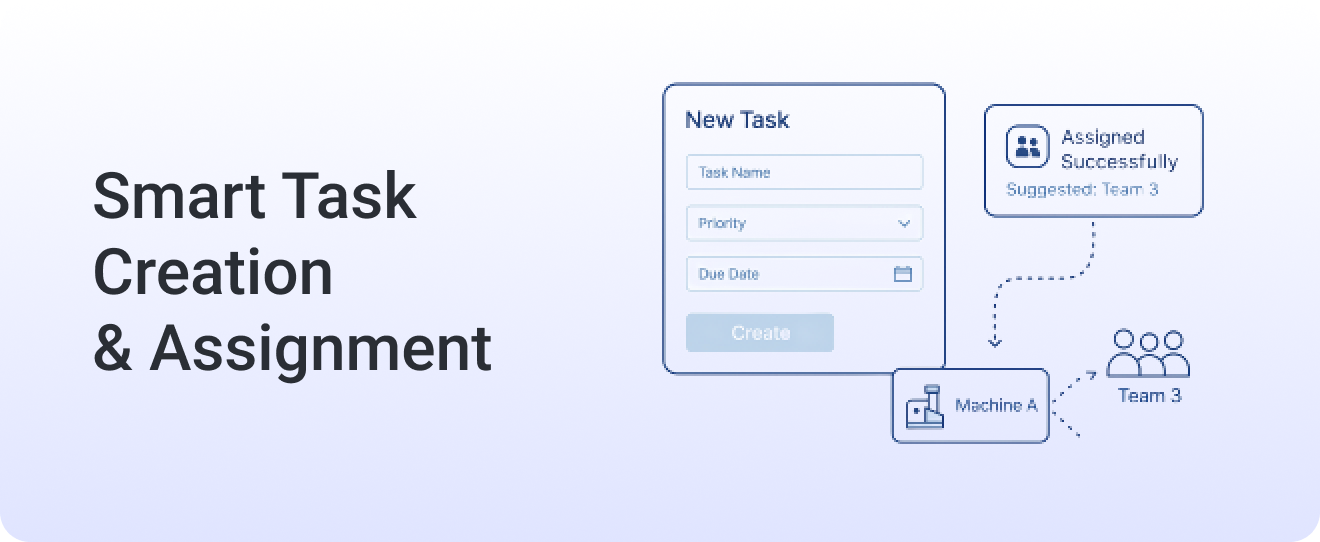 Smart Task
Creation
& Assignment
New Task
Task Name
Priority
Due Date
Create
Assigned
Successfully
Suggested: Team 3
Machine A
Team 3